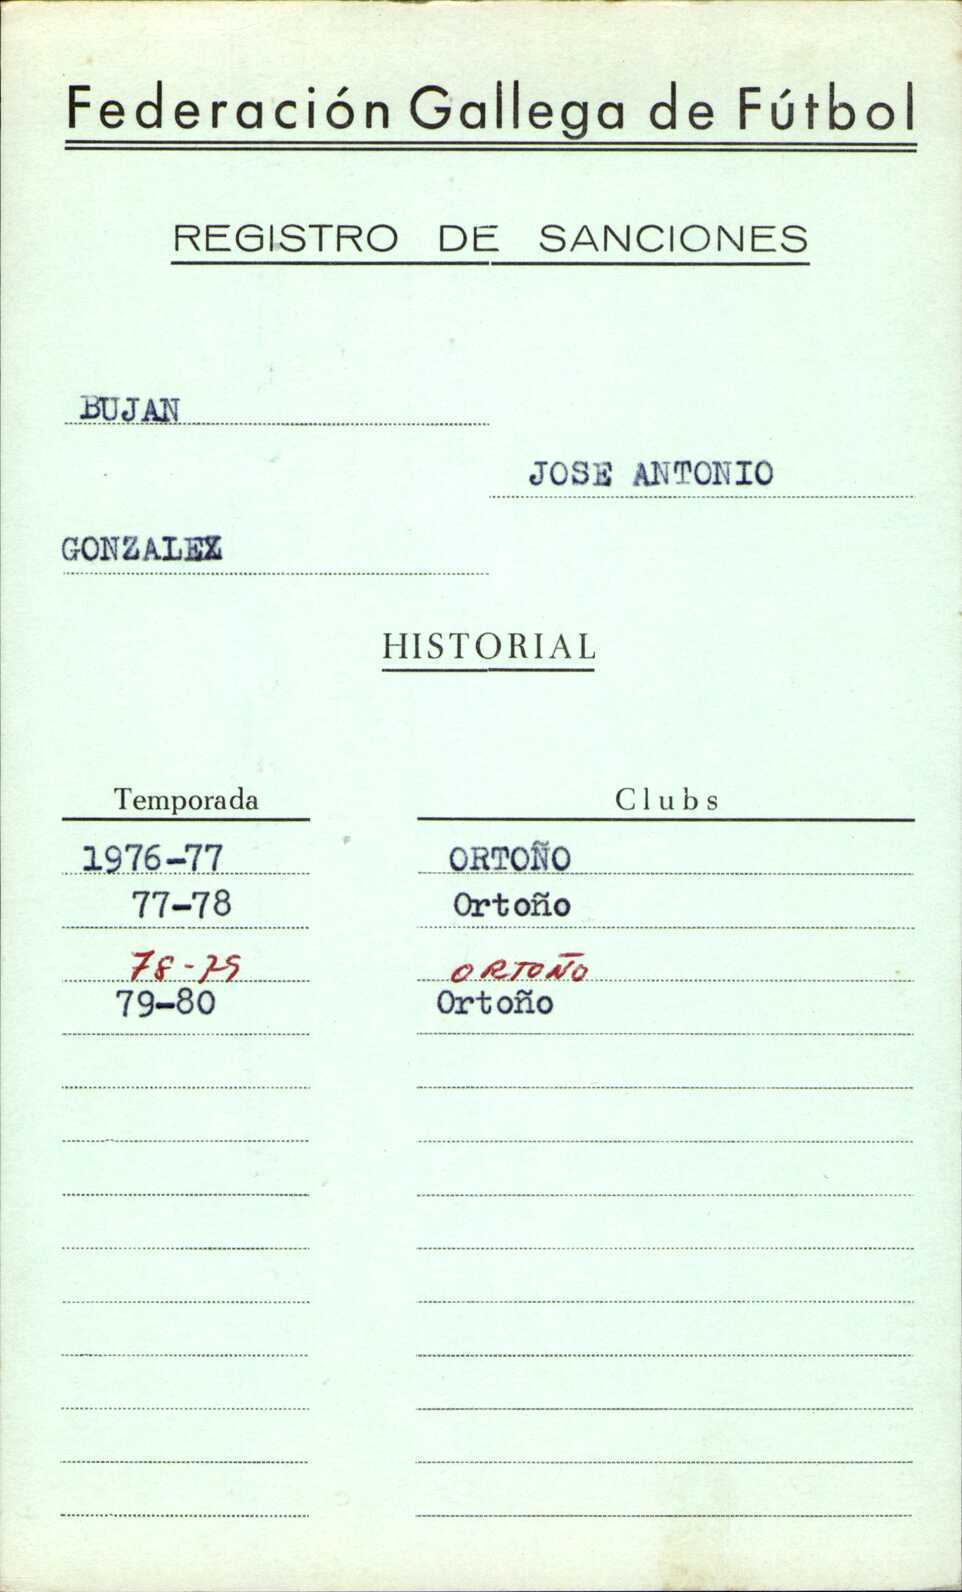 Federación Gallega de Fútbol
REGISTRO DE SANCIONES
BUJAN
JOSE ANTONIO
GONZALEZ
HISTORIAL
Temporada Clubs
1976-77 ORTOÑO
77-78 Ortoño
78-79 ORTOÑO
79-80 Ortoño